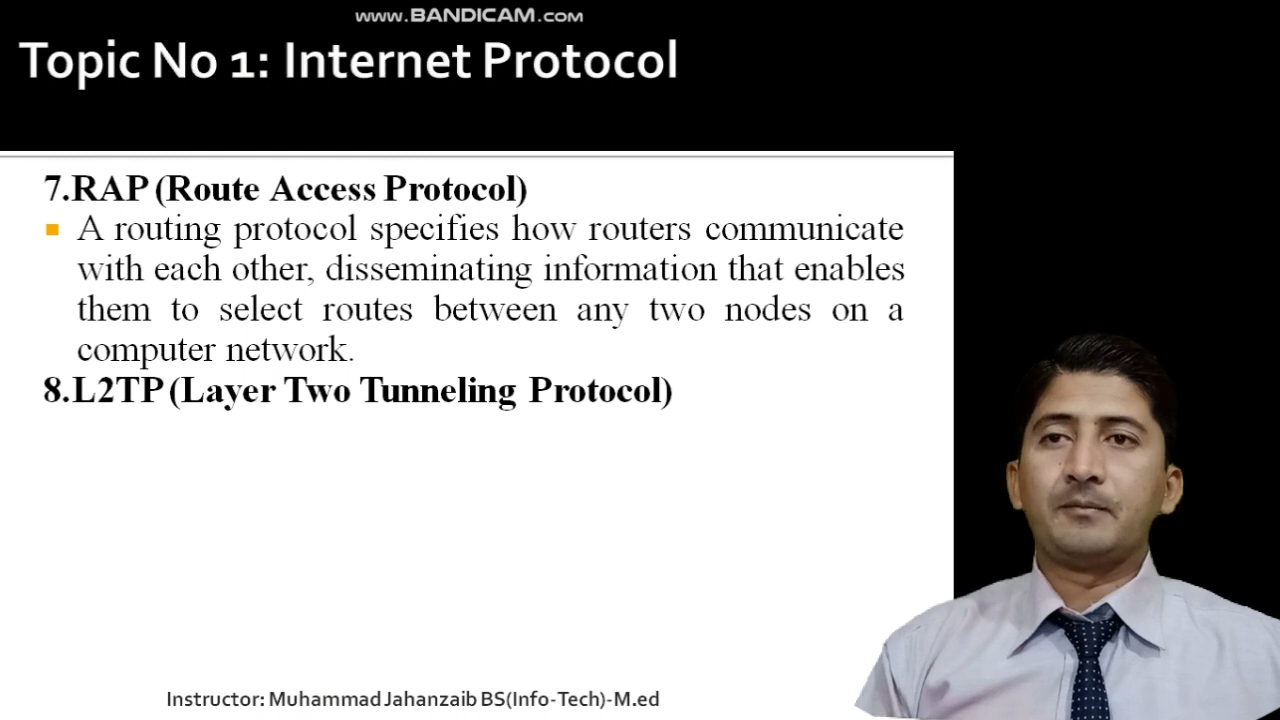 www.BANDICAM.COM
Topic No 1: Internet Protocol
7.RAP (Route Access Protocol)
A routing protocol specifies how routers communicate
with each other, disseminating information that enables
them to select routes between any two nodes on a
computer network.
8.L2TP (Layer Two Tunneling Protocol)
Instructor: Muhammad Jahanzaib BS(Info-Tech)-M.ed